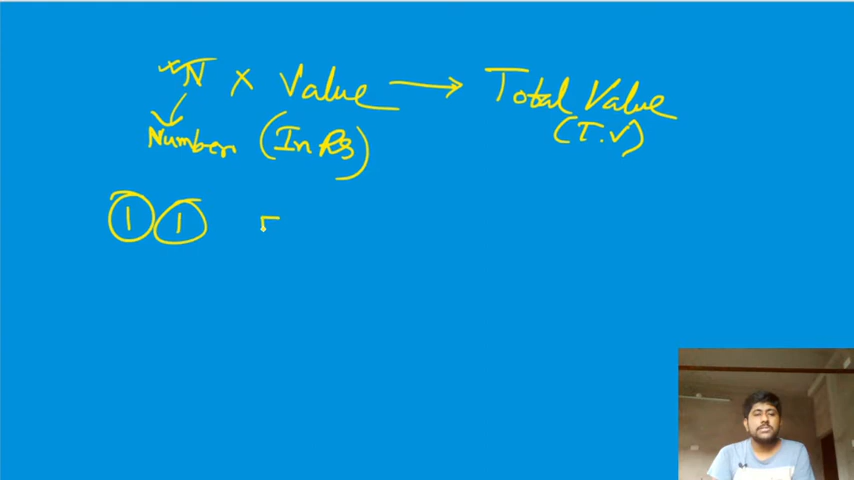 N × Value → Total Value
Number (In Rs) (T.V)
1 1